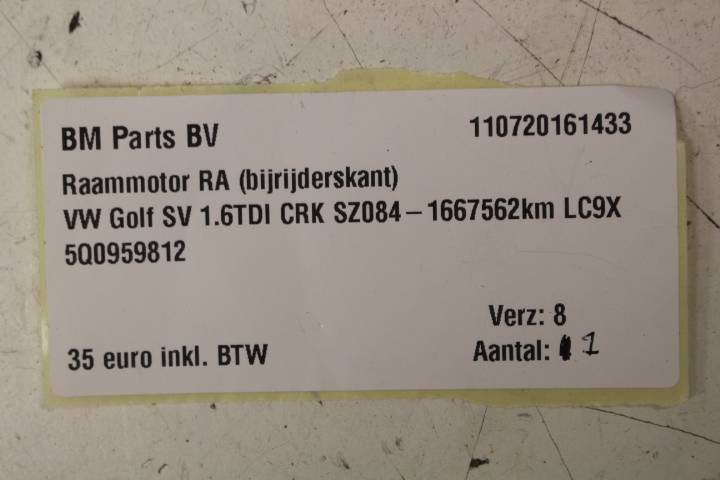 BM Parts BV 110720161433
Raammotor RA (bijrijderskant)
VW Golf SV 1.6TDI CRK SZ084-1667562km LC9X
5Q0959812
Verz: 8
35 euro inkl. BTW Aantal: 1